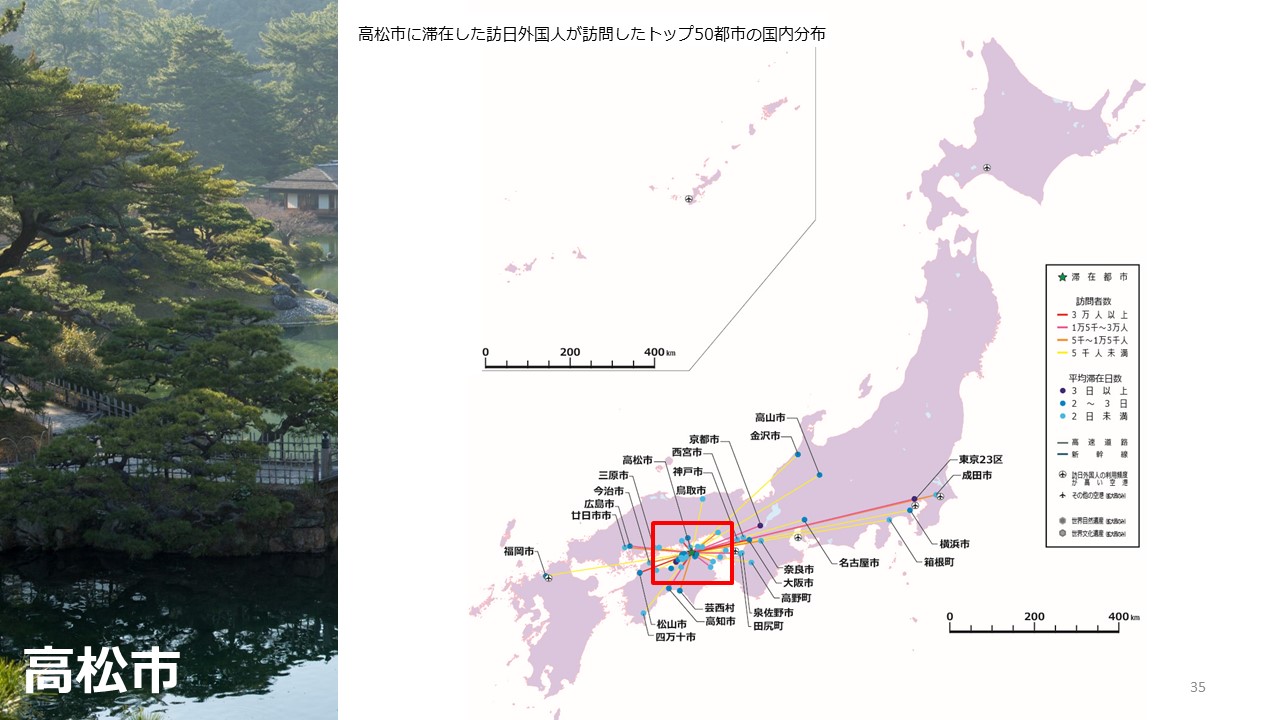 高松市に滞在した訪日外国人が訪問したトップ50都市の国内分布
0 200 400km
高山市
金沢市
京都市
西宮市
神戸市
鳥取市
高松市
三原市
今治市
広島市
廿日市市
福岡市
東京23区
成田市
横浜市
箱根町
名古屋市
奈良市
大阪市
高野町
泉佐野市
田尻町
芸西村
高知市
松山市
四万十市
滞在都市
訪問者数
3万人以上
1万5千～3万人
5千～1万5千人
5千人未満
平均滞在日数
3日以上
2～3日
2日未満
高速道路
新幹線
訪日外国人の利用頻度
が高い空港
その他の空港
世界自然遺産
世界文化遺産
0 200 400km
高松市
35